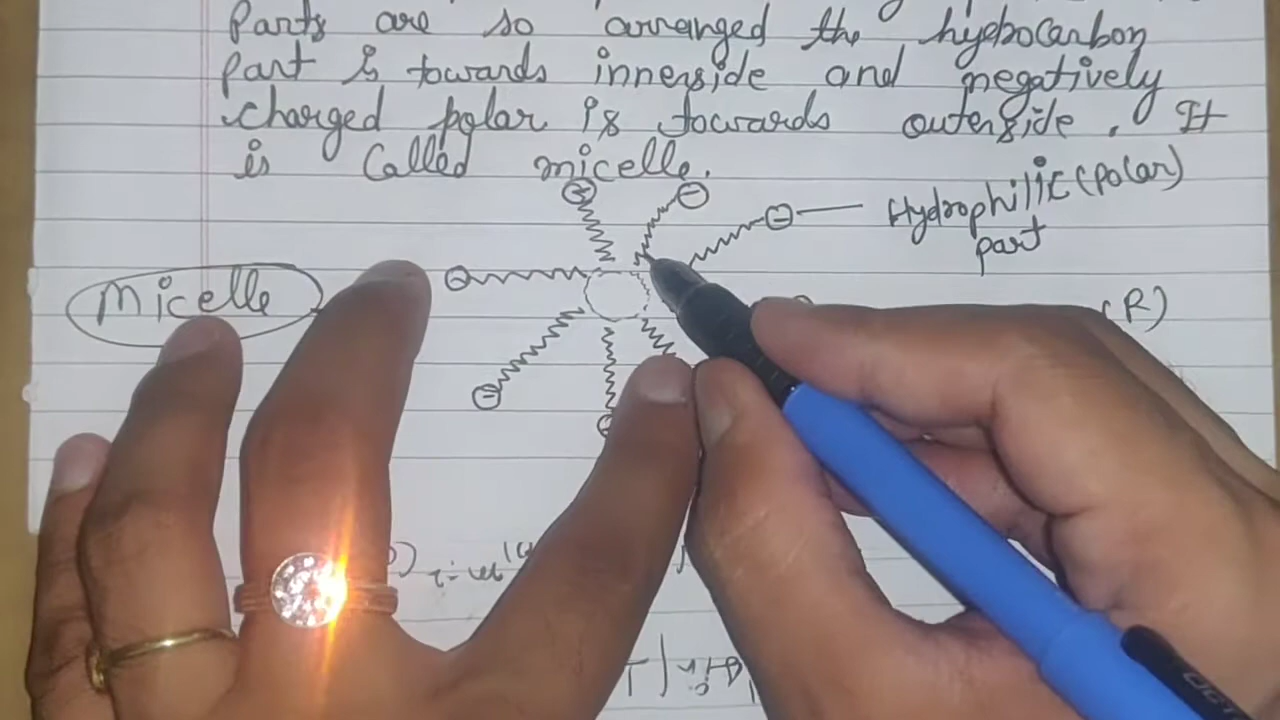 Parts are so arranged the hydrocarbon
part is towards innerside and negatively
charged polar is towards outerside. It
is called micelle.
Hydrophilic (polar)
part
Micelle
(R)